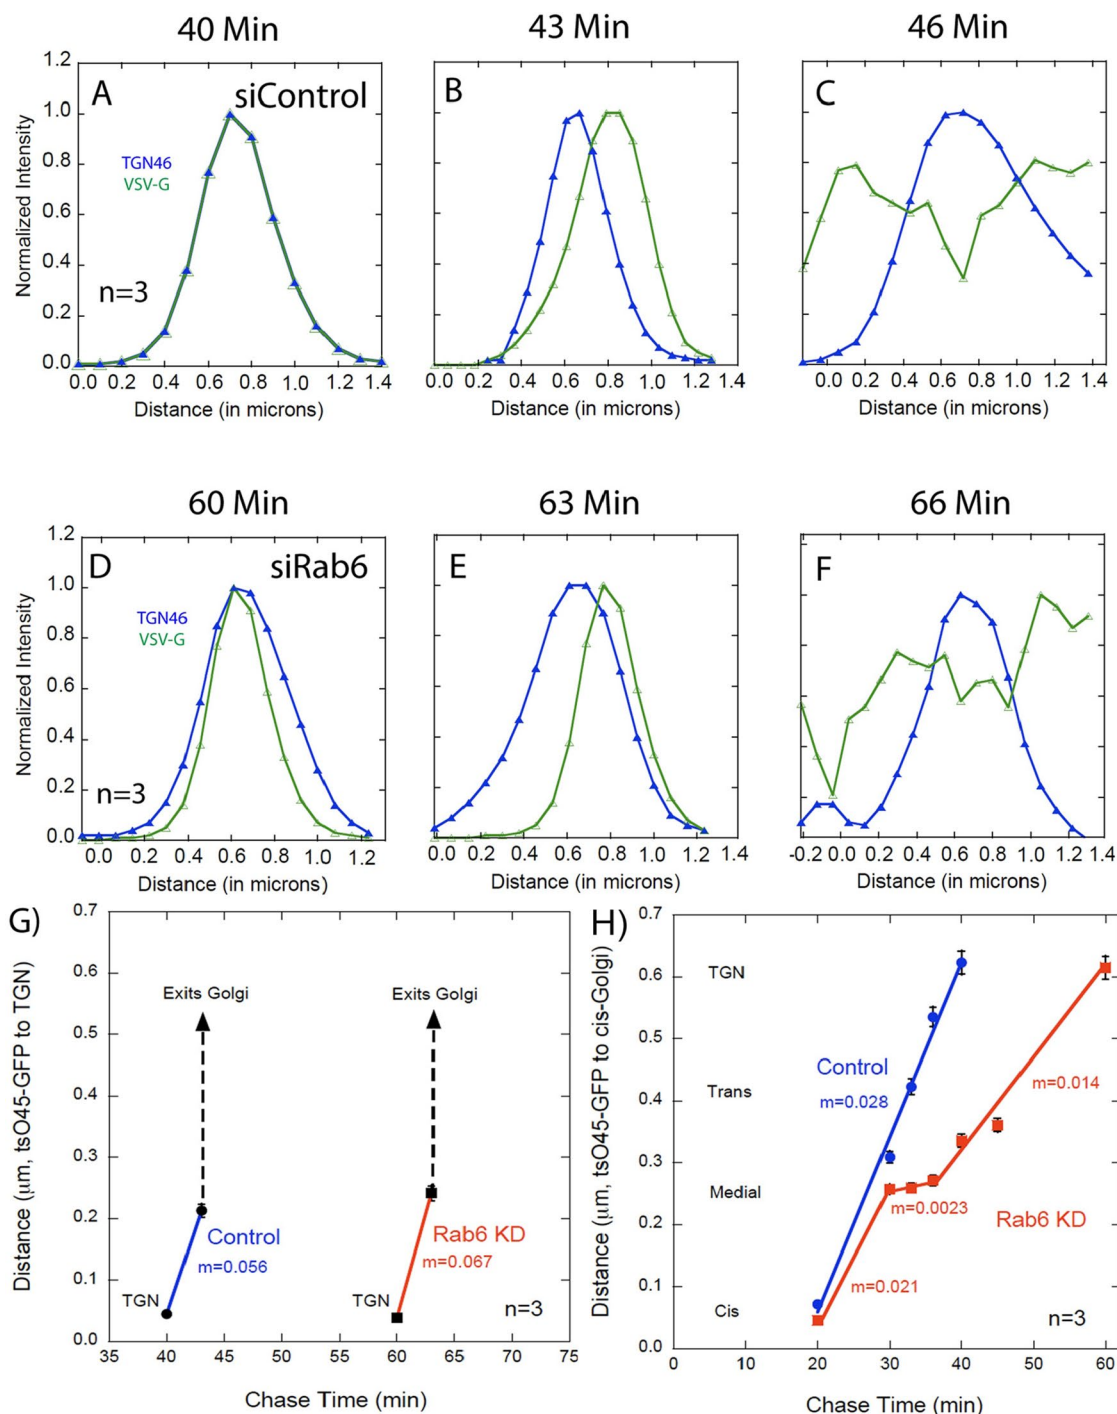 40 Min 43 Min 46 Min
A siControl B C
TGN46
VSV-G
n=3
Normalized Intensity
1.2
1.0
0.8
0.6
0.4
0.2
0.0
0.0 0.2 0.4 0.6 0.8 1.0 1.2 1.4
Distance (in microns)
0.0 0.2 0.4 0.6 0.8 1.0 1.2 1.4
Distance (in microns)
0.0 0.2 0.4 0.6 0.8 1.0 1.2 1.4
Distance (in microns)
60 Min 63 Min 66 Min
D siRab6 E F
TGN46
VSV-G
n=3
Normalized Intensity
1.2
1.0
0.8
0.6
0.4
0.2
0.0
0.0 0.2 0.4 0.6 0.8 1.0 1.2
Distance (in microns)
0.0 0.2 0.4 0.6 0.8 1.0 1.2 1.4
Distance (in microns)
-0.2 0.0 0.2 0.4 0.6 0.8 1.0 1.2 1.4
Distance (in microns)
G)
Distance (µm, tsO45-GFP to TGN)
0.7
0.6
0.5
0.4
0.3
0.2
0.1
0.0
Exits Golgi
Exits Golgi
Control
m=0.056
Rab6 KD
m=0.067
TGN
TGN
n=3
35 40 45 50 55 60 65 70 75
Chase Time (min)
H)
Distance (µm, tsO45-GFP to cis-Golgi)
0.7
0.6
0.5
0.4
0.3
0.2
0.1
0.0
TGN
Trans
Medial
Cis
Control
m=0.028
m=0.014
m=0.0023
Rab6 KD
m=0.021
n=3
0 10 20 30 40 50 60
Chase Time (min)